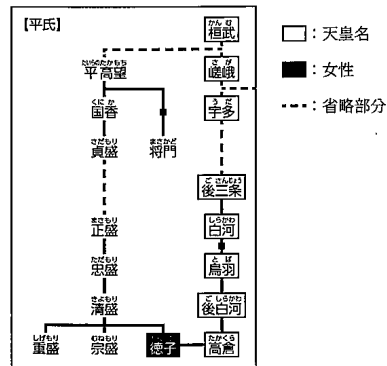 【平氏】
かんむ
桓武
たいらのたかもち
平高望
さが
嵯峨
くにか
国香
うだ
宇多
さだもり
貞盛
まさかど
将門
ごさんじょう
後三条
まさもり
正盛
しらかわ
白河
ただもり
忠盛
とば
鳥羽
きよもり
清盛
ごしらかわ
後白河
しげもり
重盛
むねもり
宗盛
徳子
たかくら
高倉
：天皇名
：女性
：省略部分